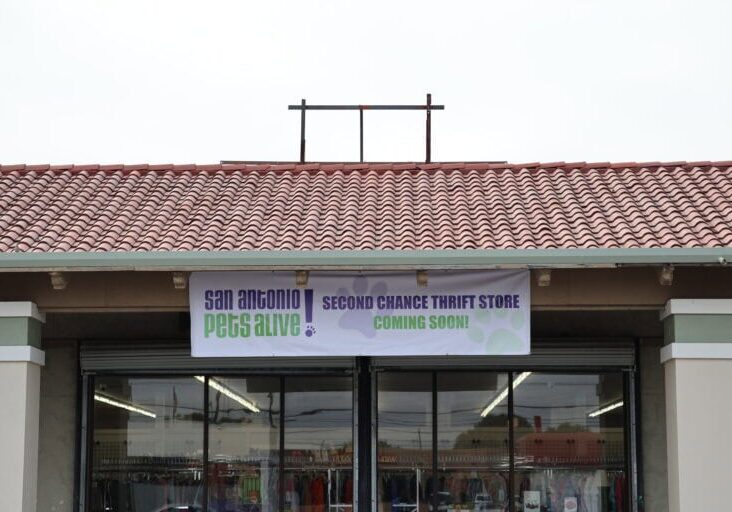 San Antonio
Pets Alive!
SECOND CHANCE THRIFT STORE
COMING SOON!